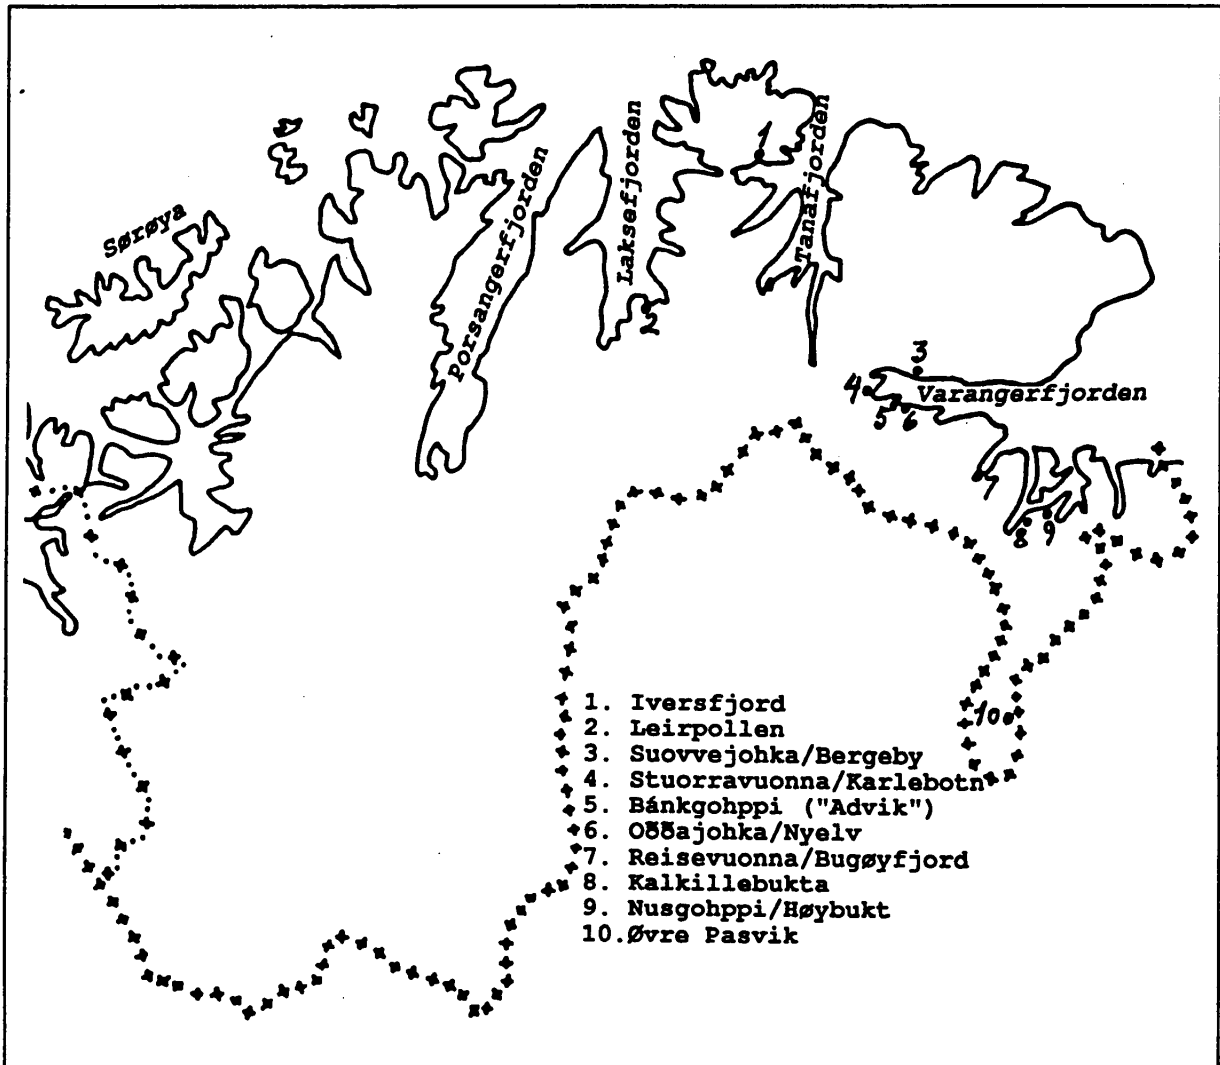 1
Sørøya
Porsangerfjorden
Laksefjorden
Tanafjorden
2
3
4
Varangerfjorden
5 6
7
8 9
10
1. Iversfjord
2. Leirpollen
3. Suovvejohka/Bergeby
4. Stuorravuonna/Karlebotn
5. Bánkgohppi ("Advik")
6. Oððajohka/Nyelv
7. Reisevuonna/Bugøyfjord
8. Kalkillebukta
9. Nusgohppi/Høybukt
10.Øvre Pasvik